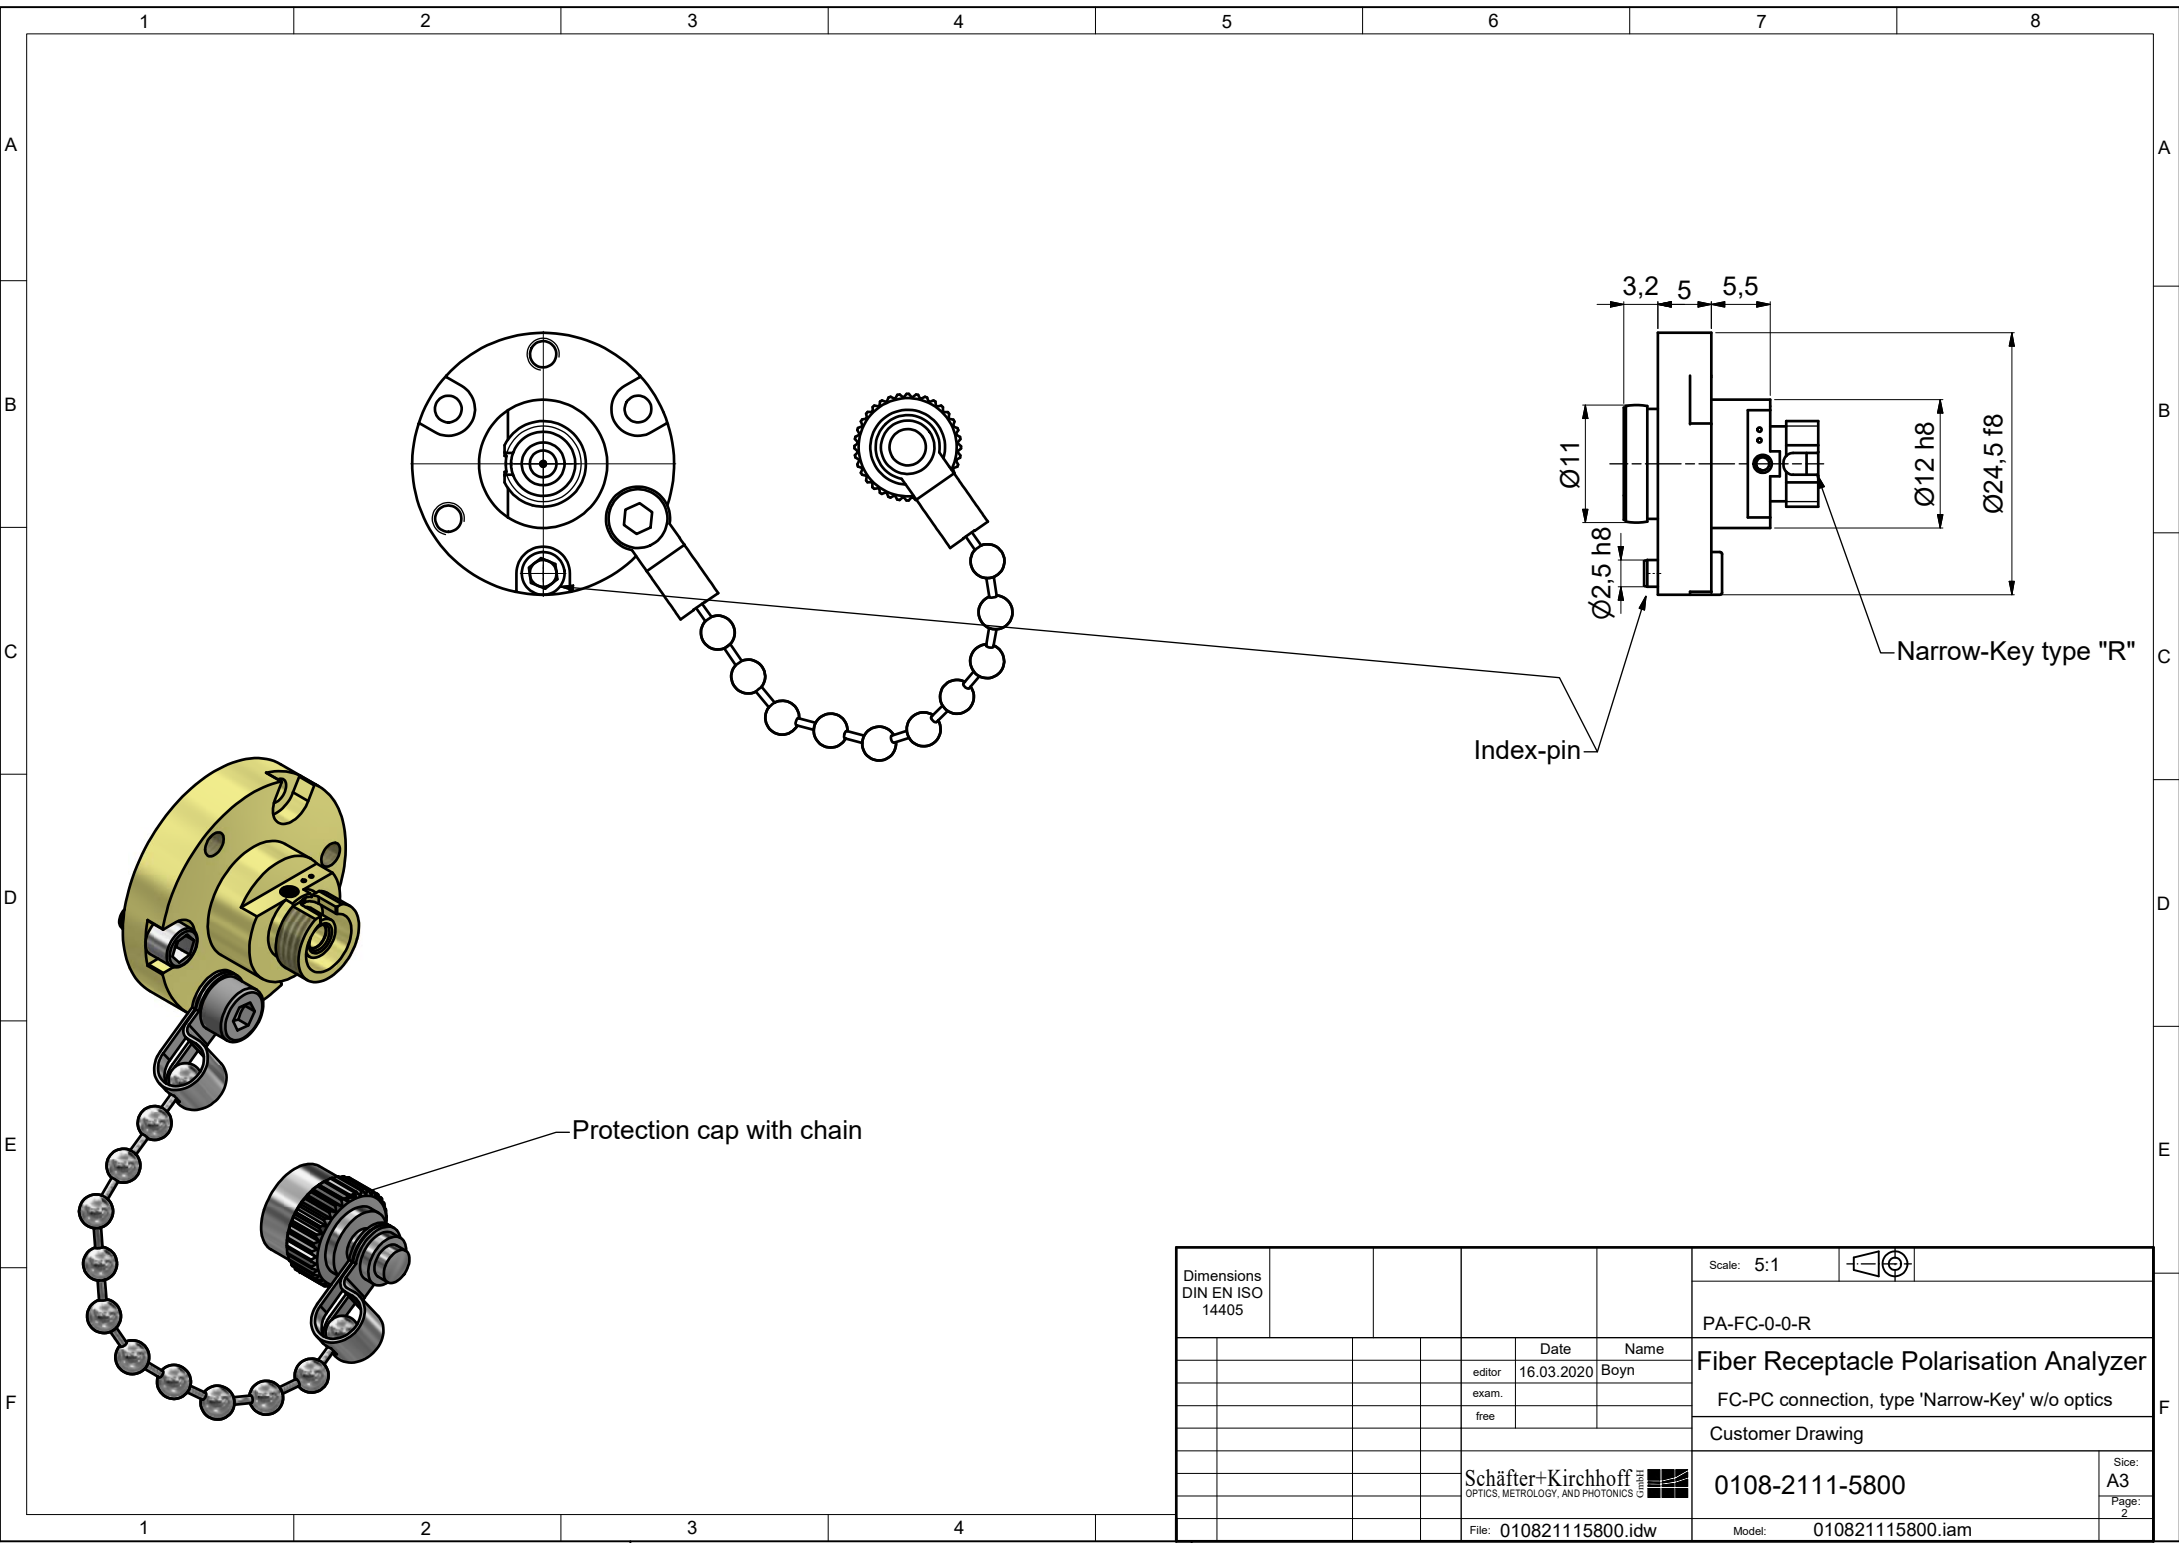 1 2 3 4 5 6 7 8
A A
3,2 5 5,5
B B
Ø11
Ø12 h8
Ø24,5 f8
Ø2,5 h8
C C
Narrow-Key type "R"
Index-pin
D D
Protection cap with chain
E E
Dimensions
DIN EN ISO
14405
Scale: 5:1
PA-FC-0-0-R
Date Name
editor 16.03.2020 Boyn
exam.
free
Fiber Receptacle Polarisation Analyzer
FC-PC connection, type 'Narrow-Key' w/o optics
F F
Customer Drawing
Schäfter+Kirchhoff GmbH
OPTICS, METROLOGY, AND PHOTONICS
0108-2111-5800
Sice:
A3
Page:
2
File: 010821115800.idw
Model: 010821115800.iam
1 2 3 4